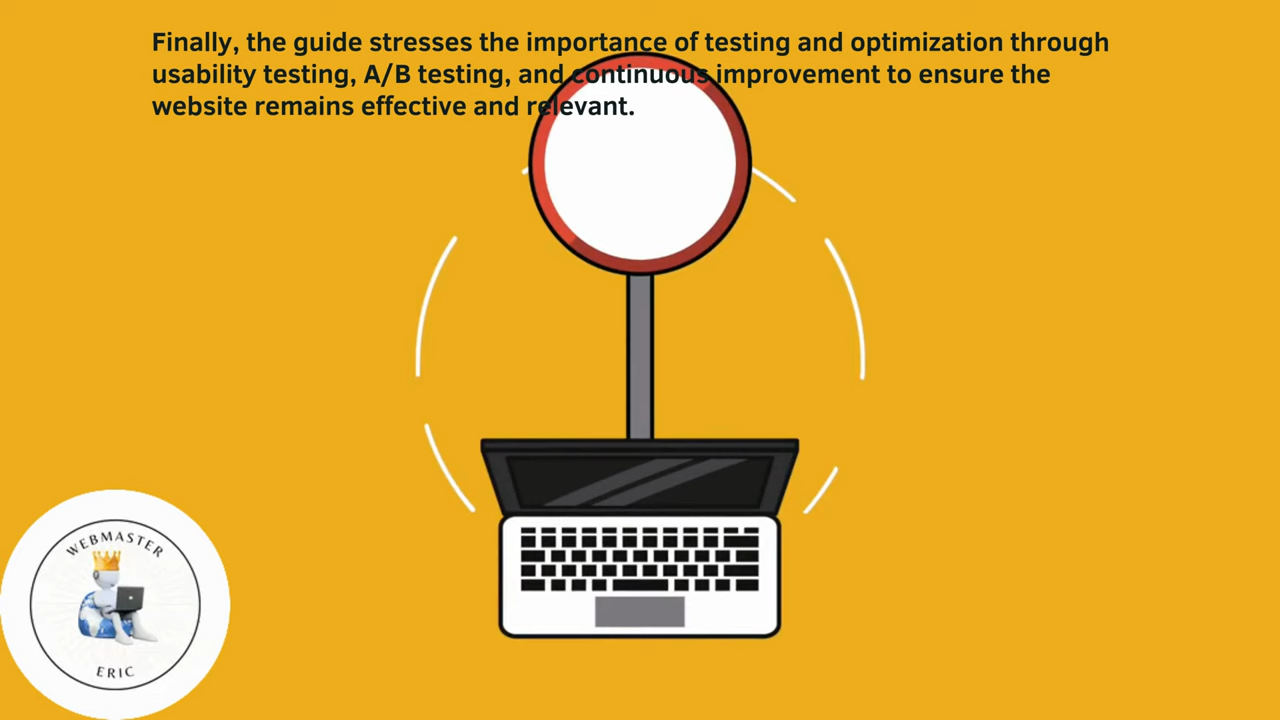 Finally, the guide stresses the importance of testing and optimization through
usability testing, A/B testing, and continuous improvement to ensure the
website remains effective and relevant.
WEBMASTER
ERIC